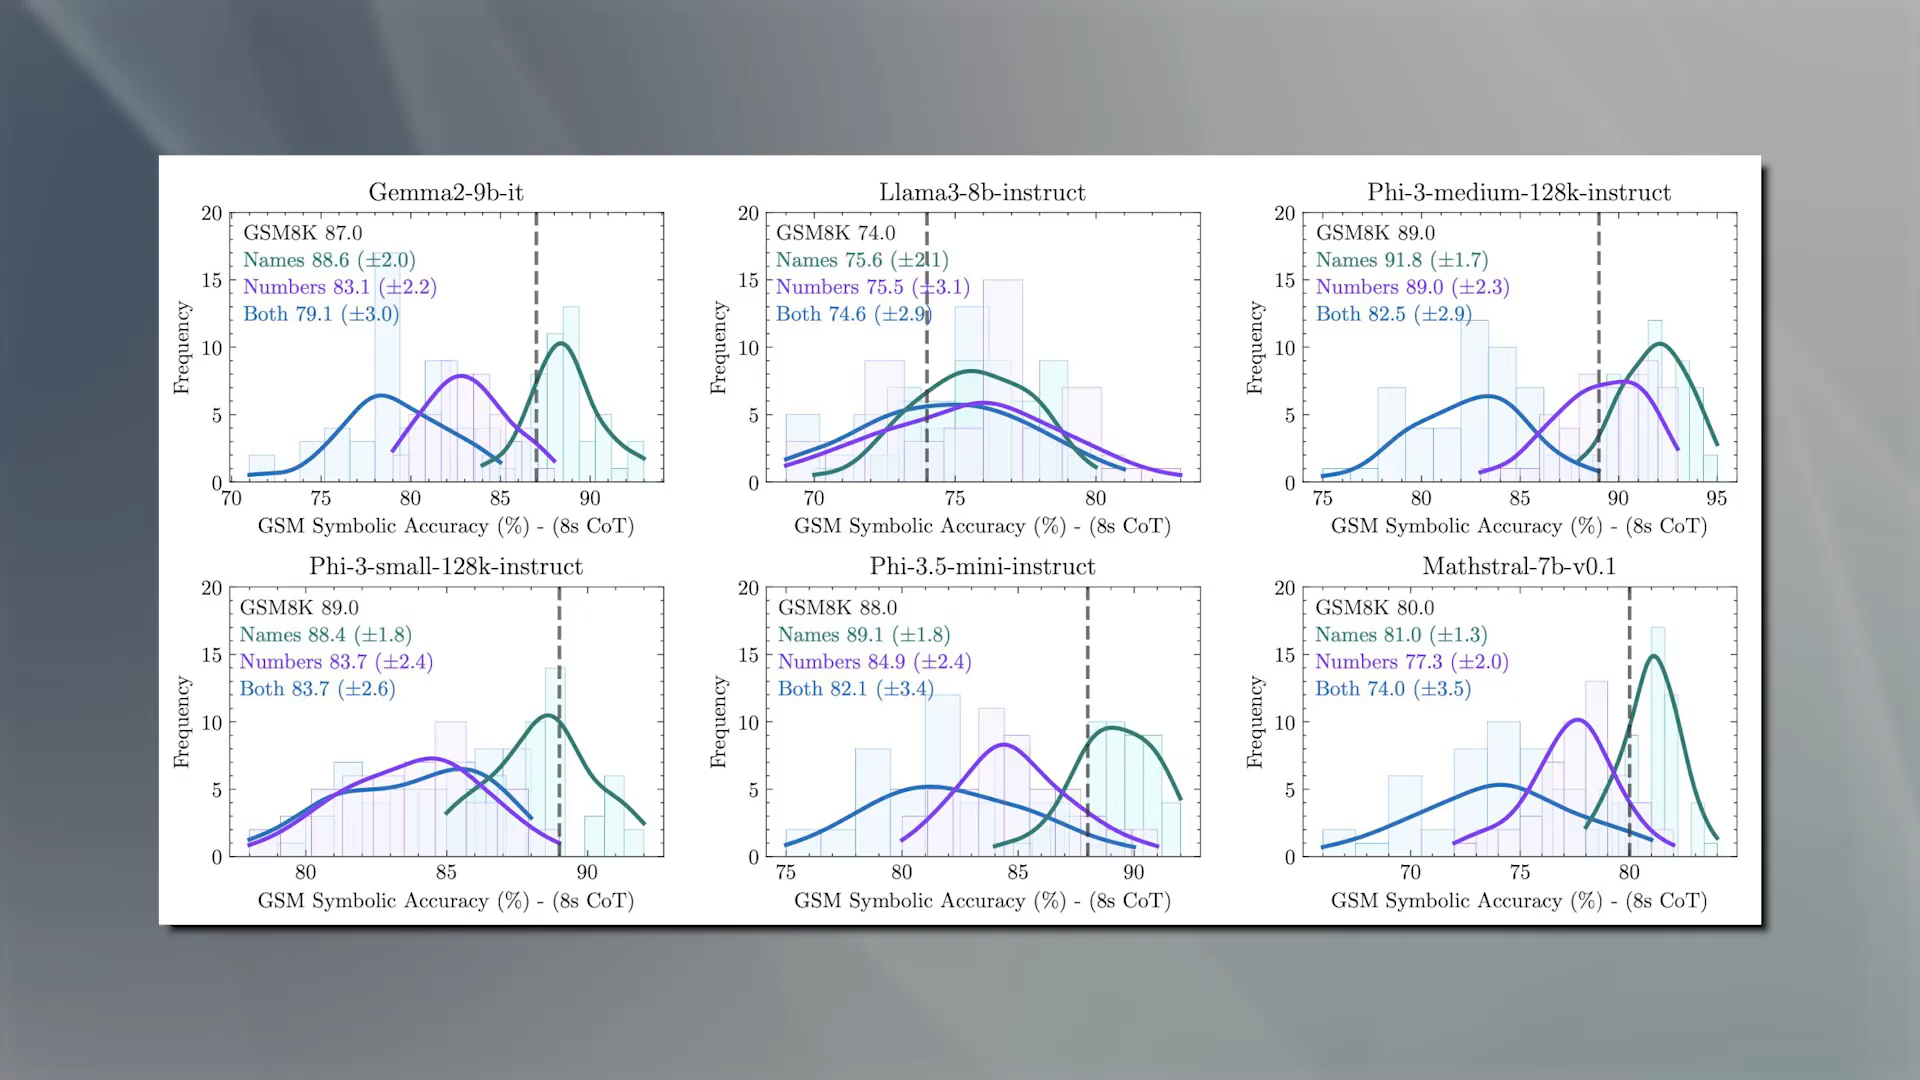 Gemma2-9b-it
20
15
10
5
0
Frequency
GSM8K 87.0
Names 88.6 (±2.0)
Numbers 83.1 (±2.2)
Both 79.1 (±3.0)
70 75 80 85 90
GSM Symbolic Accuracy (%) - (8s CoT)
Llama3-8b-instruct
20
15
10
5
0
Frequency
GSM8K 74.0
Names 75.6 (±2.1)
Numbers 75.5 (±3.1)
Both 74.6 (±2.9)
70 75 80
GSM Symbolic Accuracy (%) - (8s CoT)
Phi-3-medium-128k-instruct
20
15
10
5
0
Frequency
GSM8K 89.0
Names 91.8 (±1.7)
Numbers 89.0 (±2.3)
Both 82.5 (±2.9)
75 80 85 90 95
GSM Symbolic Accuracy (%) - (8s CoT)
Phi-3-small-128k-instruct
20
15
10
5
0
Frequency
GSM8K 89.0
Names 88.4 (±1.8)
Numbers 83.7 (±2.4)
Both 83.7 (±2.6)
80 85 90
GSM Symbolic Accuracy (%) - (8s CoT)
Phi-3.5-mini-instruct
20
15
10
5
0
Frequency
GSM8K 88.0
Names 89.1 (±1.8)
Numbers 84.9 (±2.4)
Both 82.1 (±3.4)
75 80 85 90
GSM Symbolic Accuracy (%) - (8s CoT)
Mathstral-7b-v0.1
20
15
10
5
0
Frequency
GSM8K 80.0
Names 81.0 (±1.3)
Numbers 77.3 (±2.0)
Both 74.0 (±3.5)
70 75 80
GSM Symbolic Accuracy (%) - (8s CoT)